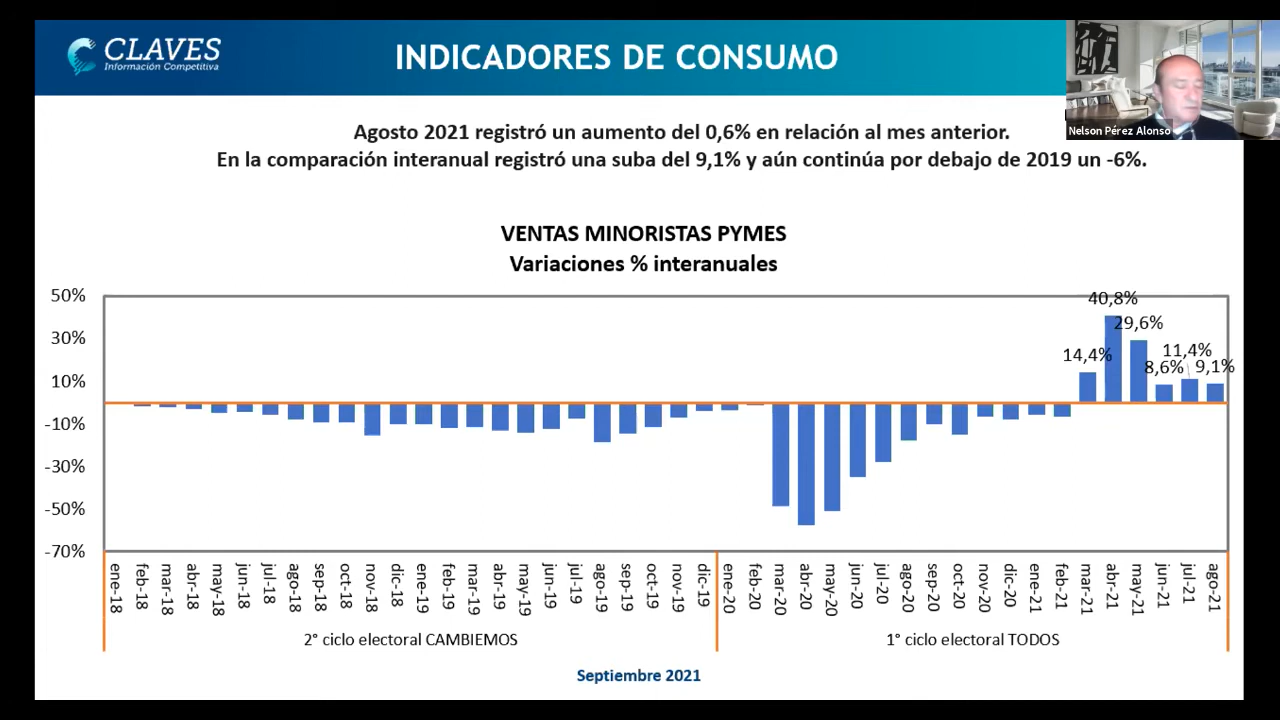 CLAVES
Información Competitiva
INDICADORES DE CONSUMO
Nelson Pérez Alonso
Agosto 2021 registró un aumento del 0,6% en relación al mes anterior.
En la comparación interanual registró una suba del 9,1% y aún continúa por debajo de 2019 un -6%.
VENTAS MINORISTAS PYMES
Variaciones % interanuales
50%
30%
10%
-10%
-30%
-50%
-70%
14,4%
40,8%
29,6%
8,6%
11,4%
9,1%
ene-18
feb-18
mar-18
abr-18
may-18
jun-18
jul-18
ago-18
sep-18
oct-18
nov-18
dic-18
ene-19
feb-19
mar-19
abr-19
may-19
jun-19
jul-19
ago-19
sep-19
oct-19
nov-19
dic-19
ene-20
feb-20
mar-20
abr-20
may-20
jun-20
jul-20
ago-20
sep-20
oct-20
nov-20
dic-20
ene-21
feb-21
mar-21
abr-21
may-21
jun-21
jul-21
ago-21
2° ciclo electoral CAMBIEMOS
1° ciclo electoral TODOS
Septiembre 2021